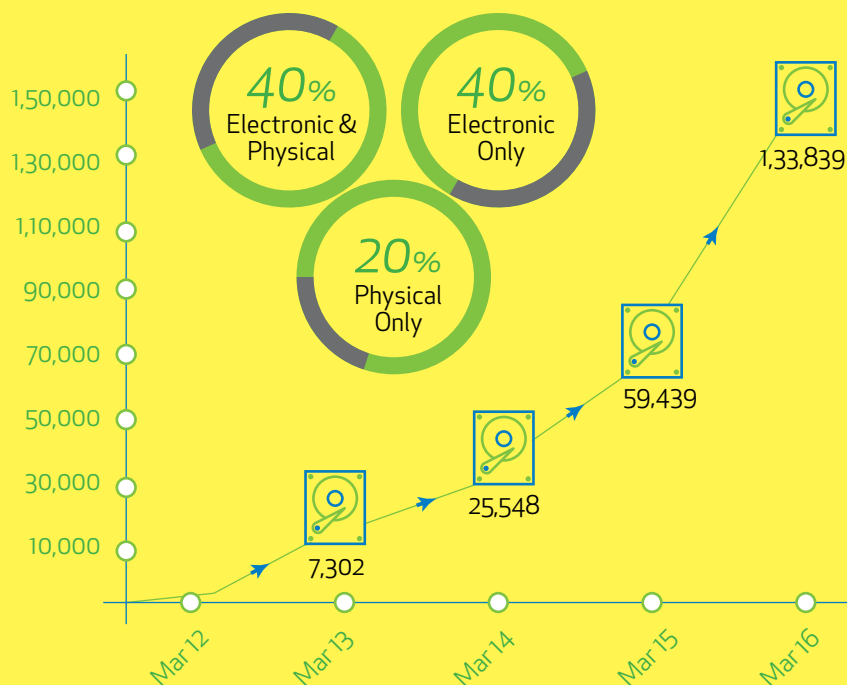 40%
Electronic &
Physical
40%
Electronic
Only
20%
Physical
Only
1,50,000
1,30,000
1,10,000
90,000
70,000
50,000
30,000
10,000
1,33,839
59,439
25,548
7,302
Mar 12
Mar 13
Mar 14
Mar 15
Mar 16